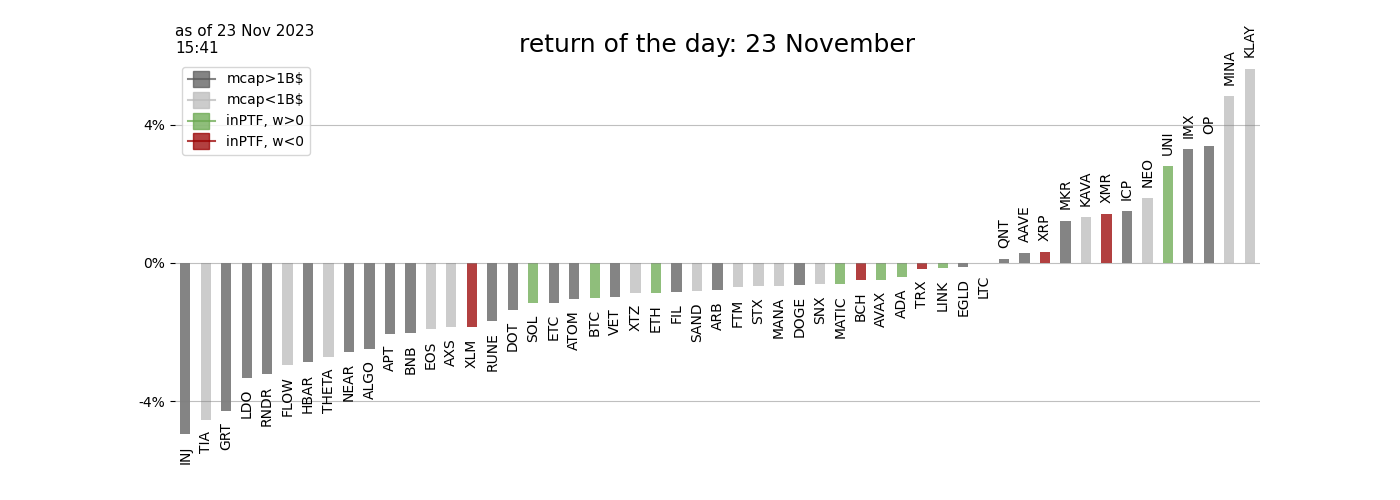 as of 23 Nov 2023
15:41
return of the day: 23 November
mcap>1B$
mcap<1B$
inPTF, w>0
inPTF, w<0
4%
0%
-4%
INJ
TIA
GRT
LDO
RNDR
FLOW
HBAR
THETA
NEAR
ALGO
APT
BNB
EOS
AXS
XLM
RUNE
DOT
SOL
ETC
ATOM
BTC
VET
XTZ
ETH
FIL
SAND
ARB
FTM
STX
MANA
DOGE
SNX
MATIC
BCH
AVAX
ADA
TRX
LINK
EGLD
LTC
QNT
AAVE
XRP
MKR
KAVA
XMR
ICP
NEO
UNI
IMX
OP
MINA
KLAY